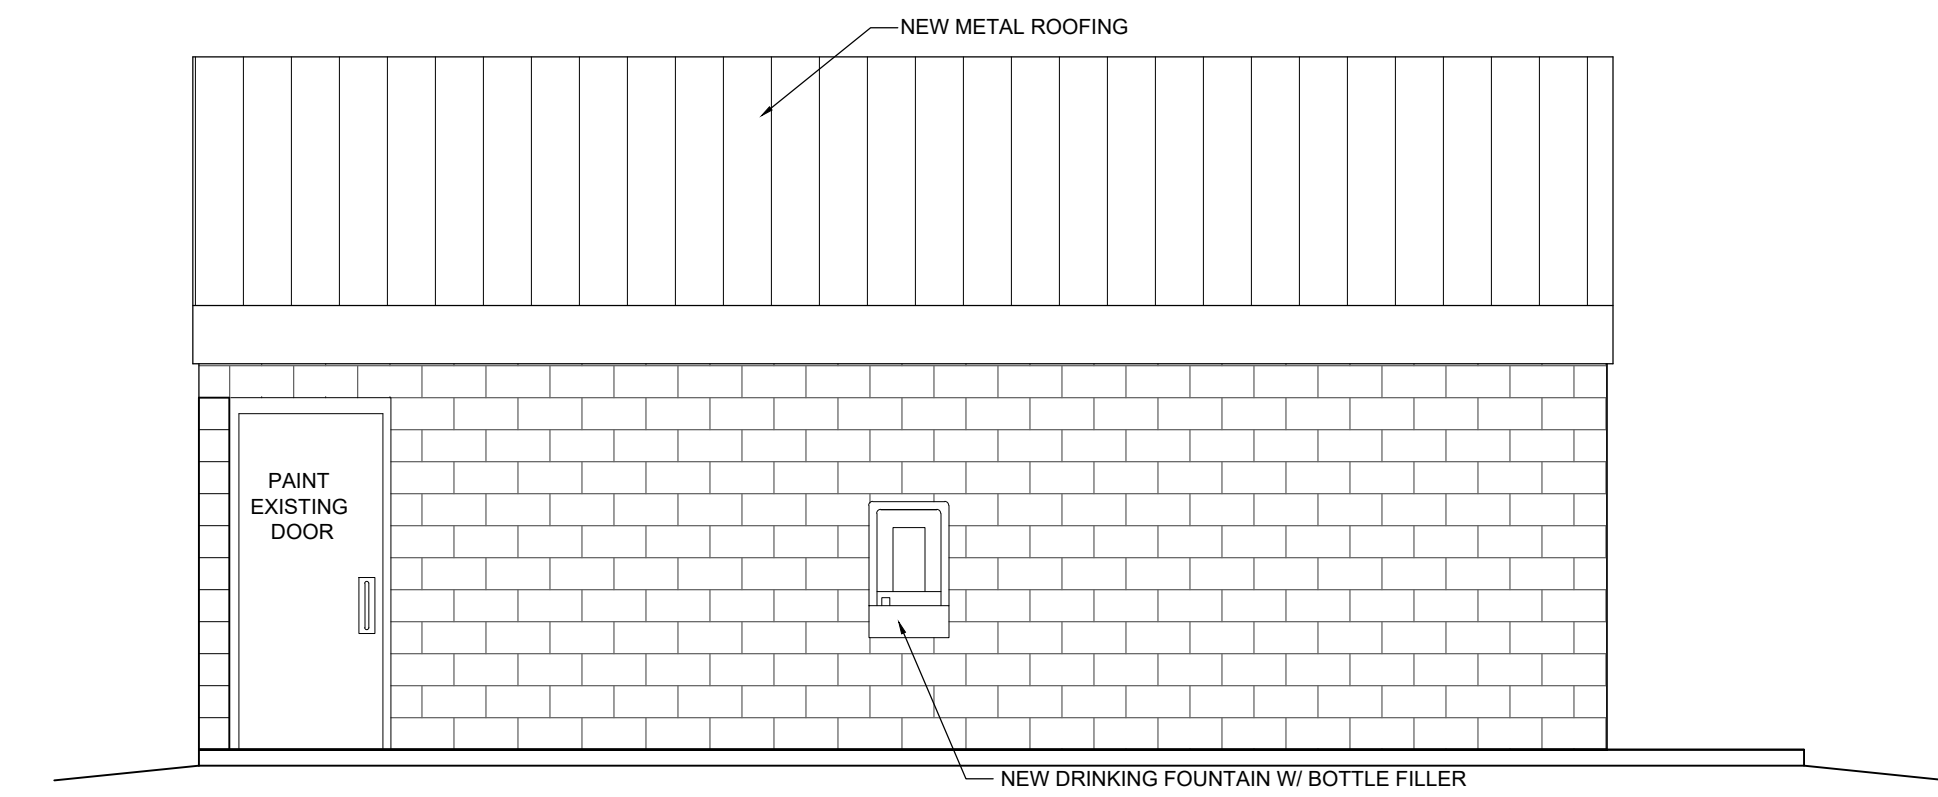 NEW METAL ROOFING
PAINT
EXISTING
DOOR
NEW DRINKING FOUNTAIN W/ BOTTLE FILLER